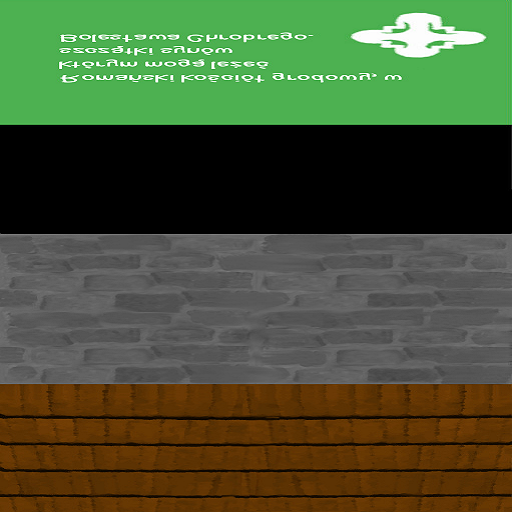 Romański kościół grodowy, w
którym mogą leżeć
szczątki synów
Bolesława Chrobrego-